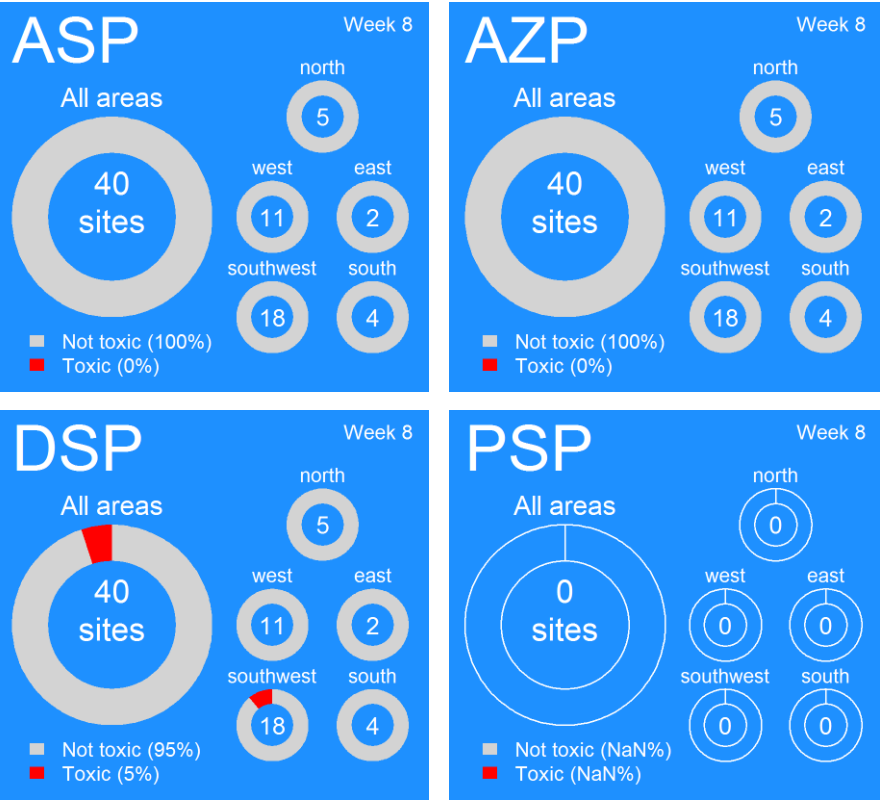 ASP
Week 8
north
All areas
5
west
east
40
sites
11
2
southwest
south
18
4
Not toxic (100%)
Toxic (0%)
AZP
Week 8
north
All areas
5
west
east
40
sites
11
2
southwest
south
18
4
Not toxic (100%)
Toxic (0%)
DSP
Week 8
north
All areas
5
west
east
40
sites
11
2
southwest
south
18
4
Not toxic (95%)
Toxic (5%)
PSP
Week 8
north
All areas
0
west
east
0
sites
0
0
southwest
south
0
0
Not toxic (NaN%)
Toxic (NaN%)